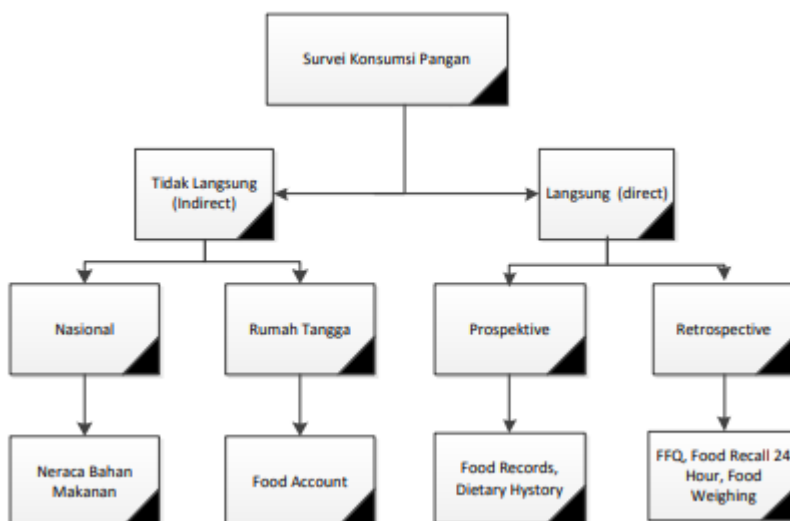 Survei Konsumsi Pangan
Tidak Langsung
(Indirect)
Langsung (direct)
Nasional
Rumah Tangga
Prospektive
Retrospective
Neraca Bahan
Makanan
Food Account
Food Records,
Dietary Hystory
FFQ, Food Recall 24
Hour, Food
Weighing